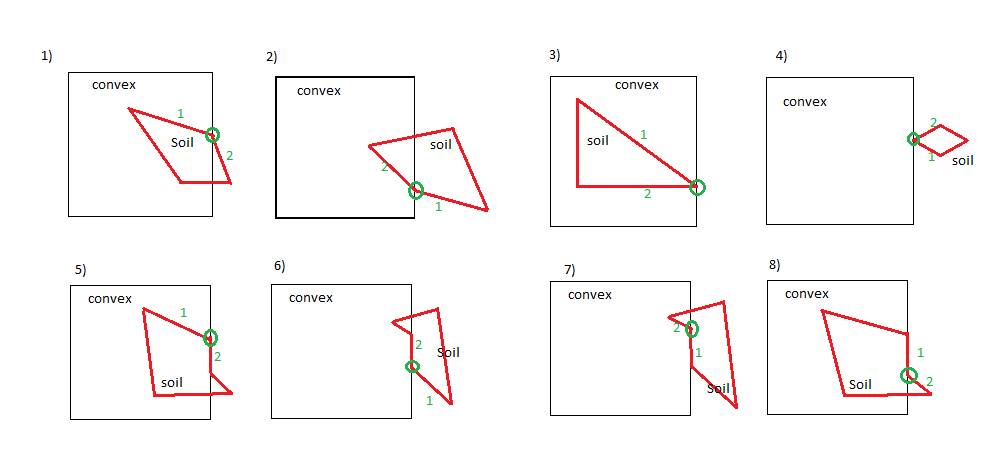 1)
convex
1
Soil
2
2)
convex
soil
2
1
3)
convex
soil
1
2
4)
convex
2
1
soil
5)
convex
1
2
soil
6)
convex
2
Soil
1
7)
convex
2
1
Soil
8)
convex
1
Soil
2